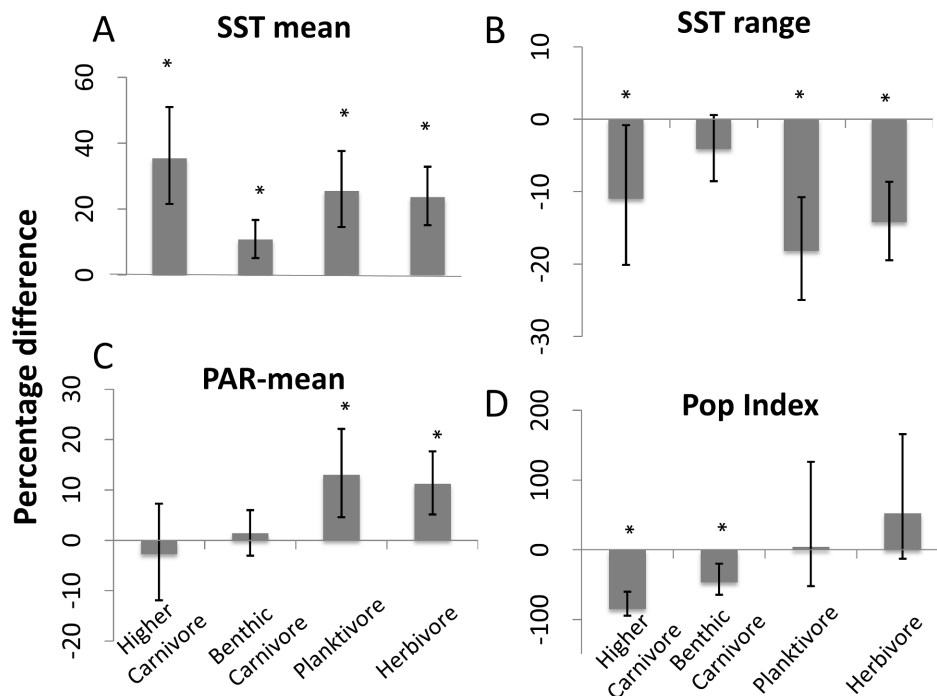 A
SST mean
*
*
*
*
60
40
20
0
B
SST range
*
*
*
10
0
-10
-20
-30
Percentage difference
C
PAR-mean
*
*
30
20
10
0
-10
-20
Higher
Carnivore
Benthic
Carnivore
Planktivore
Herbivore
D
Pop Index
*
*
200
100
0
-100
Higher
Carnivore
Benthic
Carnivore
Planktivore
Herbivore